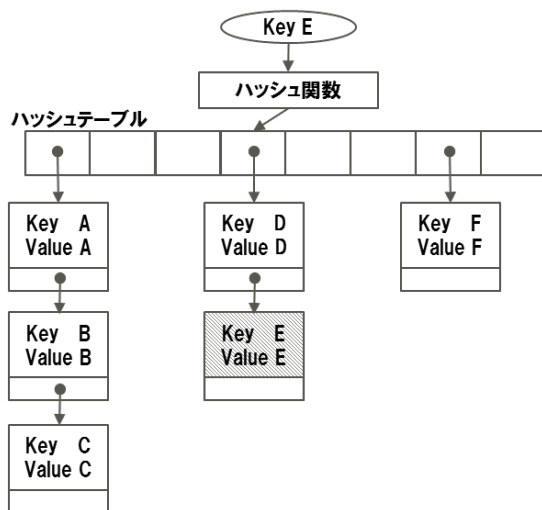 Key E
ハッシュ関数
ハッシュテーブル
Key A
Value A
Key D
Value D
Key F
Value F
Key B
Value B
Key E
Value E
Key C
Value C